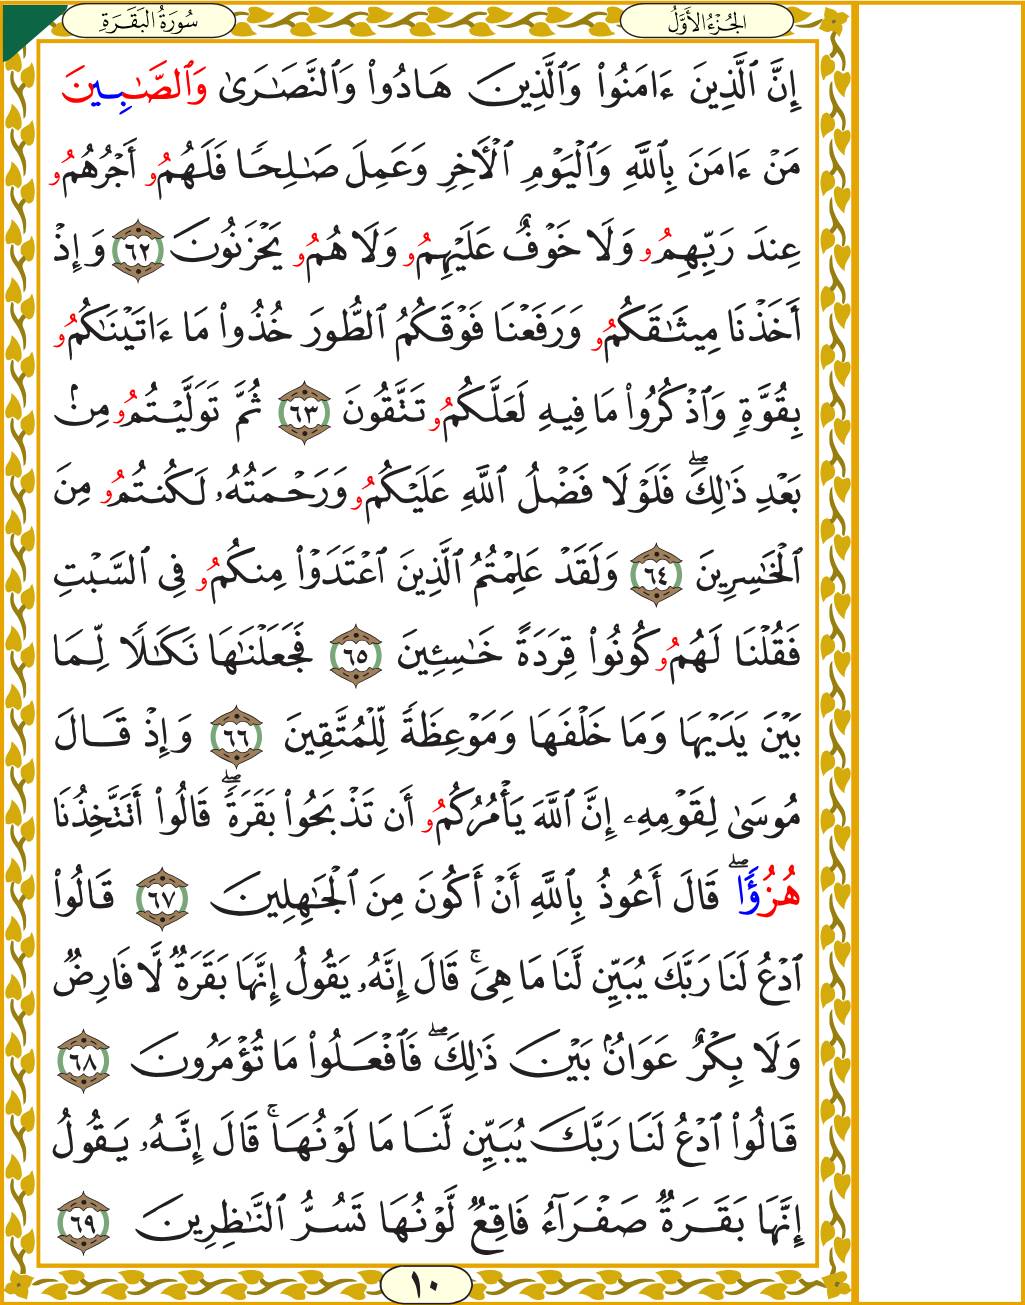 الجُزْءُ الأَوَّلُ
سُورَةُ البَقَرَةِ
إِنَّ ٱلَّذِينَ ءَامَنُوا۟ وَٱلَّذِينَ هَادُوا۟ وَٱلنَّصَـٰرَىٰ وَٱلصَّـٰبِـِٔينَ
مَنْ ءَامَنَ بِٱللَّهِ وَٱلْيَوْمِ ٱلْـَٔاخِرِ وَعَمِلَ صَـٰلِحًا فَلَهُمُۥ أَجْرُهُمُۥ
عِندَ رَبِّهِمُۥ وَلَا خَوْفٌ عَلَيْهِمُۥ وَلَا هُمُۥ يَحْزَنُونَ ٦٢ وَإِذْ
أَخَذْنَا مِيثَـٰقَكُمُۥ وَرَفَعْنَا فَوْقَكُمُ ٱلطُّورَ خُذُوا۟ مَا ءَاتَيْنَـٰكُمُۥ
بِقُوَّةٍ وَٱذْكُرُوا۟ مَا فِيهِ لَعَلَّكُمُۥ تَتَّقُونَ ٦٣ ثُمَّ تَوَلَّيْتُمُۥ مِنۢ
بَعْدِ ذَٰلِكَ ۖ فَلَوْلَا فَضْلُ ٱللَّهِ عَلَيْكُمُۥ وَرَحْمَتُهُۥ لَكُنتُمُۥ مِنَ
ٱلْخَـٰسِرِينَ ٦٤ وَلَقَدْ عَلِمْتُمُ ٱلَّذِينَ ٱعْتَدَوْا۟ مِنكُمُۥ فِى ٱلسَّبْتِ
فَقُلْنَا لَهُمُۥ كُونُوا۟ قِرَدَةً خَـٰسِـِٔينَ ٦٥ فَجَعَلْنَـٰهَا نَكَـٰلًا لِّمَا
بَيْنَ يَدَيْهَا وَمَا خَلْفَهَا وَمَوْعِظَةً لِّلْمُتَّقِينَ ٦٦ وَإِذْ قَالَ
مُوسَىٰ لِقَوْمِهِۦٓ إِنَّ ٱللَّهَ يَأْمُرُكُمُۥ أَن تَذْبَحُوا۟ بَقَرَةً ۖ قَالُوا۟ أَتَتَّخِذُنَا
هُزُؤًا ۖ قَالَ أَعُوذُ بِٱللَّهِ أَنْ أَكُونَ مِنَ ٱلْجَـٰهِلِينَ ٦٧ قَالُوا۟
ٱدْعُ لَنَا رَبَّكَ يُبَيِّن لَّنَا مَا هِىَ ۚ قَالَ إِنَّهُۥ يَقُولُ إِنَّهَا بَقَرَةٌ لَّا فَارِضٌ
وَلَا بِكْرٌ عَوَانٌۢ بَيْنَ ذَٰلِكَ ۖ فَٱفْعَلُوا۟ مَا تُؤْمَرُونَ ٦٨
قَالُوا۟ ٱدْعُ لَنَا رَبَّكَ يُبَيِّن لَّنَا مَا لَوْنُهَا ۚ قَالَ إِنَّهُۥ يَقُولُ
إِنَّهَا بَقَرَةٌ صَفْرَآءُ فَاقِعٌ لَّوْنُهَا تَسُرُّ ٱلنَّـٰظِرِينَ ٦٩
١٠